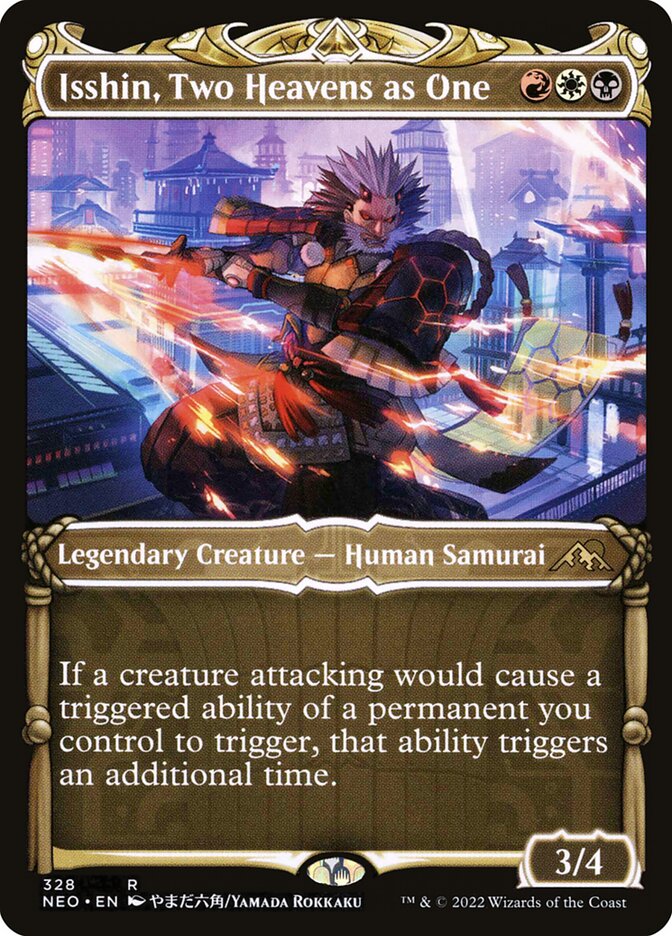 Isshin, Two Heavens as One
Legendary Creature — Human Samurai
If a creature attacking would cause a
triggered ability of a permanent you
control to trigger, that ability triggers
an additional time.
3/4
328 R
NEO • EN やまだ六角/Yamada Rokkaku
™ & © 2022 Wizards of the Coast